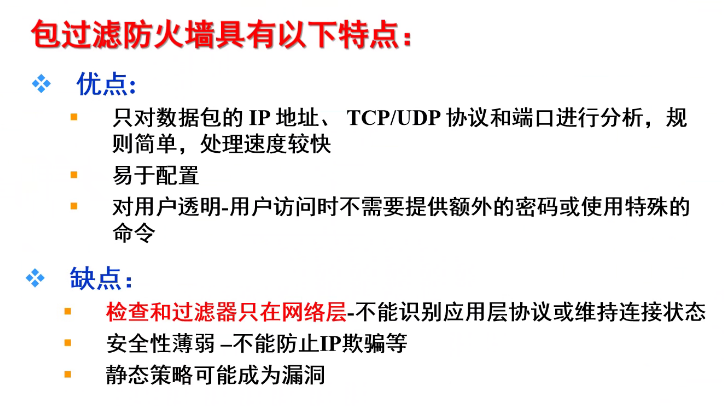 包过滤防火墙具有以下特点：
优点:
只对数据包的 IP 地址、 TCP/UDP 协议和端口进行分析，规
则简单，处理速度较快
易于配置
对用户透明-用户访问时不需要提供额外的密码或使用特殊的
命令
缺点：
检查和过滤器只在网络层-不能识别应用层协议或维持连接状态
安全性薄弱 –不能防止IP欺骗等
静态策略可能成为漏洞